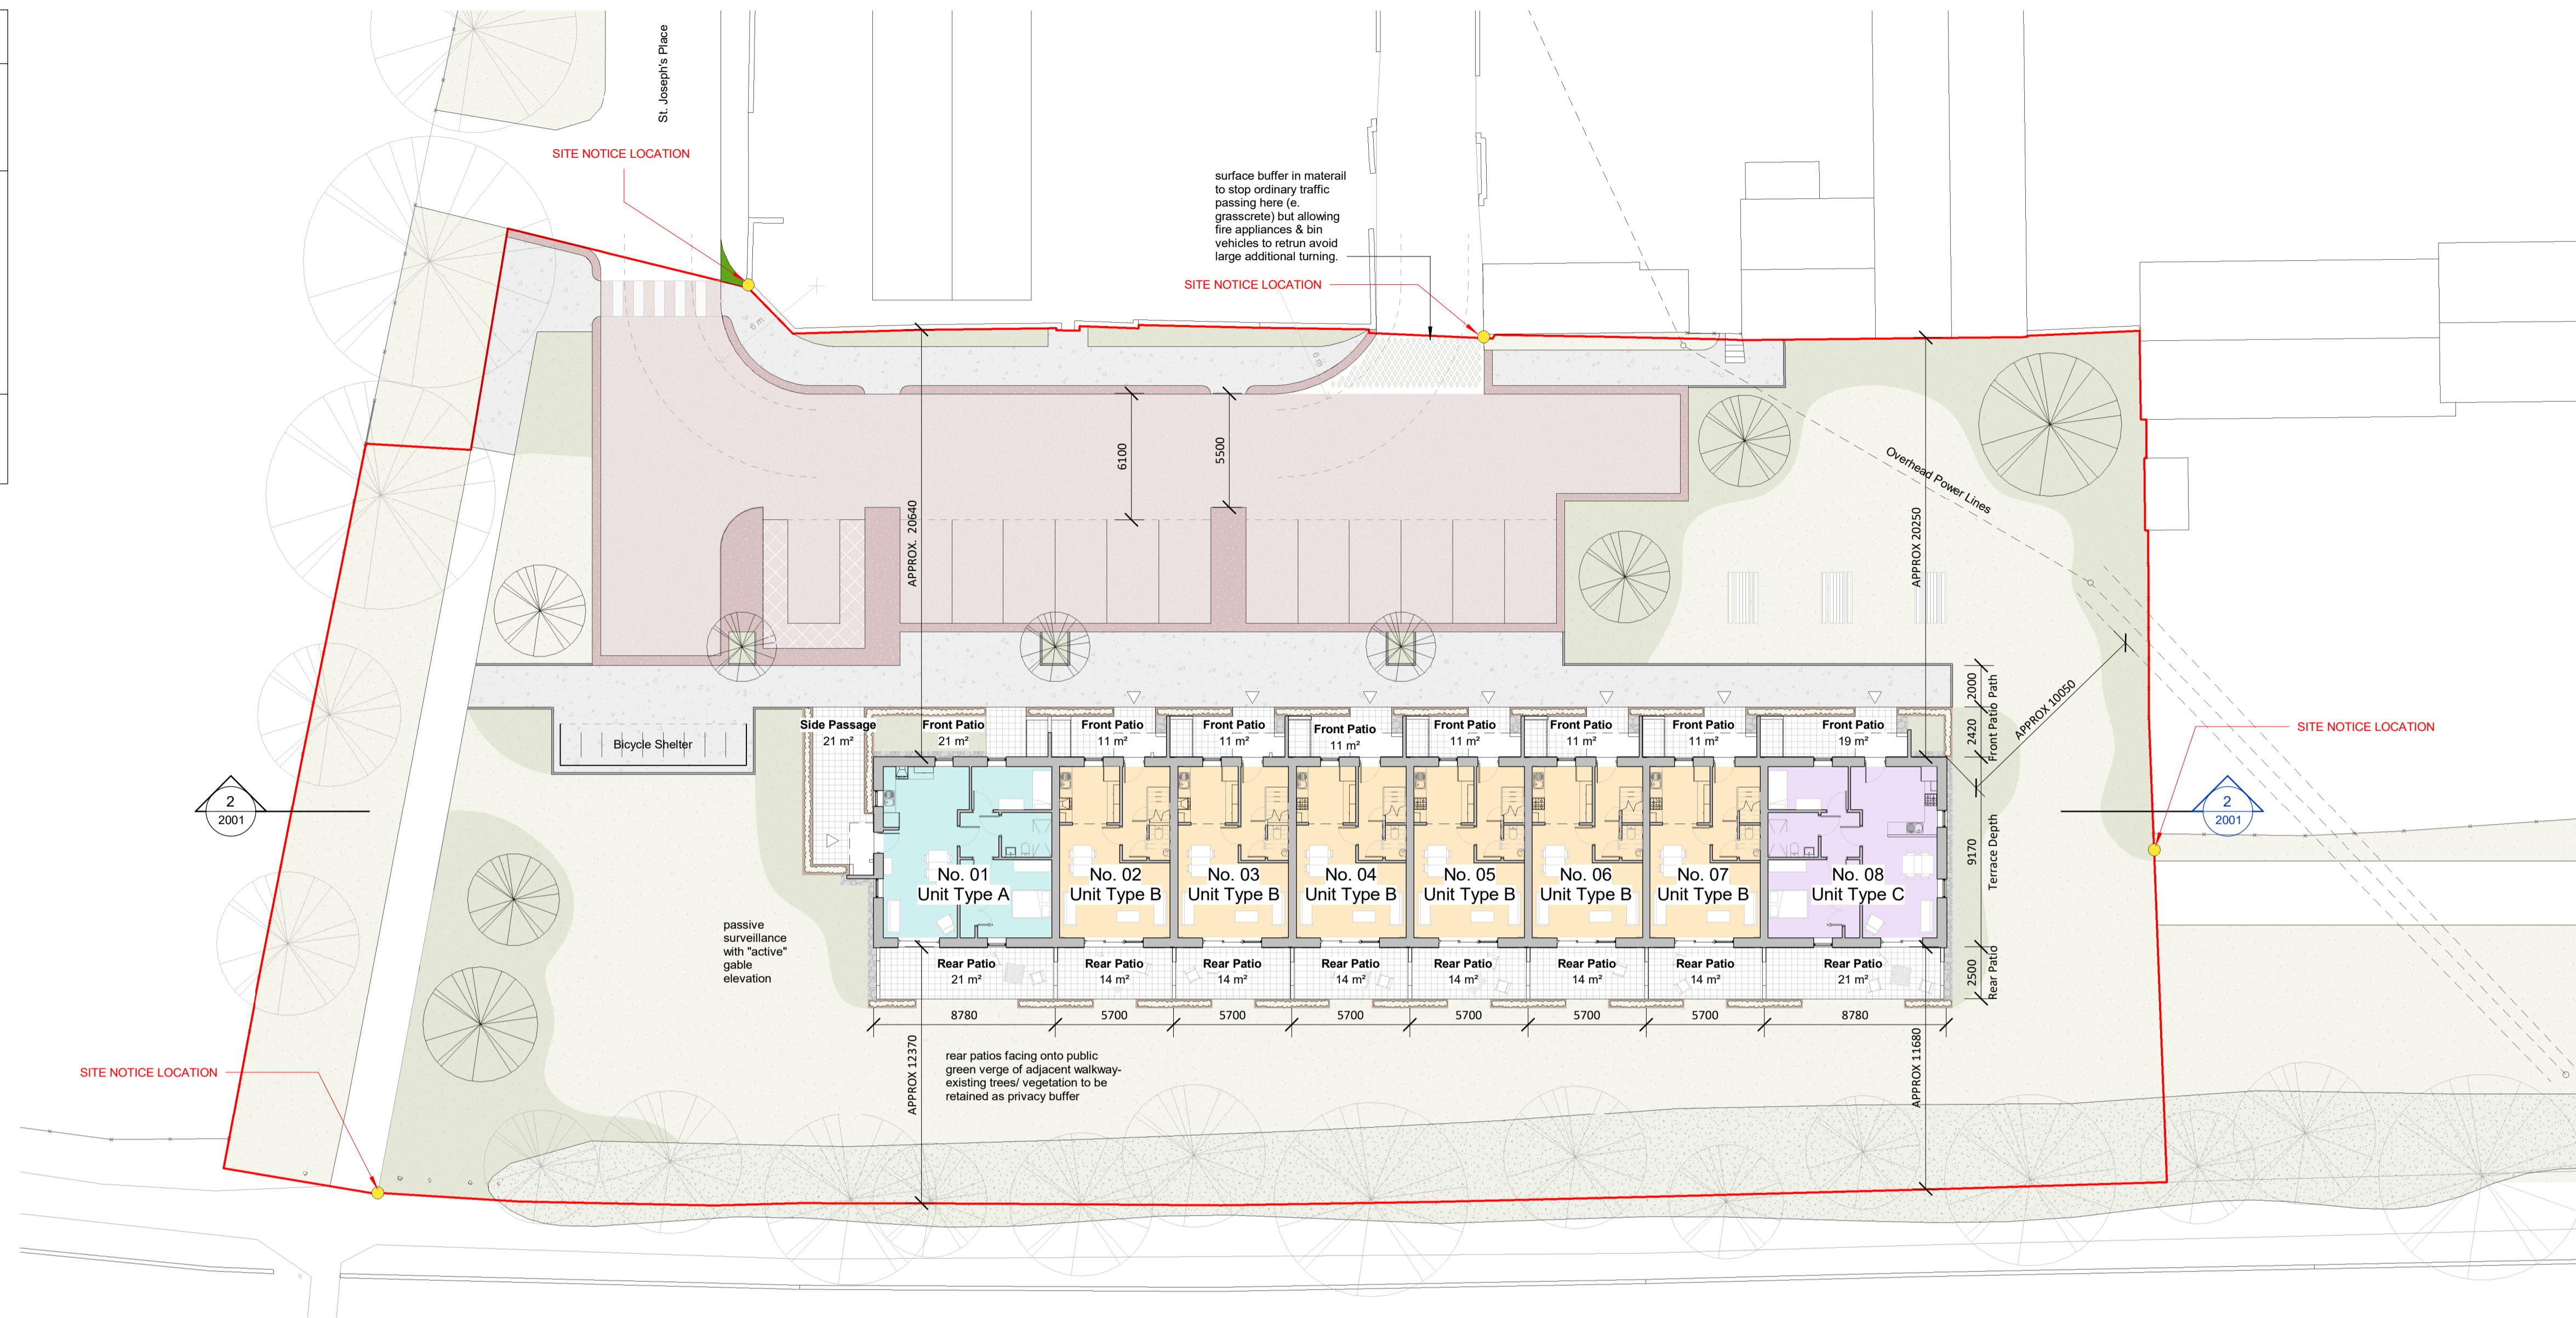 St. Joseph's Place
SITE NOTICE LOCATION
surface buffer in materail
to stop ordinary traffic
passing here (e.
grasscrete) but allowing
fire appliances & bin
vehicles to retrun avoid
large additional turning.
SITE NOTICE LOCATION
6 m
6 m
6100
5500
APPROX. 20640
APPROX 20250
Overhead Power Lines
APPROX 10050
2000
Front Path
2420
Front Patio
9170
Terrace Depth
2500
Rear Patio
SITE NOTICE LOCATION
Bicycle Shelter
Side Passage
21 m²
Front Patio
21 m²
Front Patio
11 m²
Front Patio
11 m²
Front Patio
11 m²
Front Patio
11 m²
Front Patio
11 m²
Front Patio
11 m²
Front Patio
19 m²
2
2001
2
2001
No. 01
Unit Type A
No. 02
Unit Type B
No. 03
Unit Type B
No. 04
Unit Type B
No. 05
Unit Type B
No. 06
Unit Type B
No. 07
Unit Type B
No. 08
Unit Type C
passive
surveillance
with "active"
gable
elevation
Rear Patio
21 m²
Rear Patio
14 m²
Rear Patio
14 m²
Rear Patio
14 m²
Rear Patio
14 m²
Rear Patio
14 m²
Rear Patio
14 m²
Rear Patio
21 m²
8780
5700
5700
5700
5700
5700
5700
8780
APPROX 12370
APPROX 11680
rear patios facing onto public
green verge of adjacent walkway-
existing trees/ vegetation to be
retained as privacy buffer
SITE NOTICE LOCATION